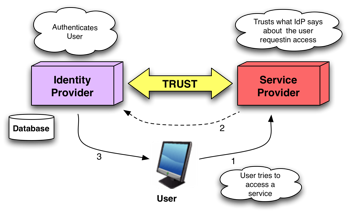 Authenticates
User
Trusts what IdP says
about the user
requestin access
Identity
Provider
TRUST
Service
Provider
Database
2
3
1
User
User tries to
access a
service